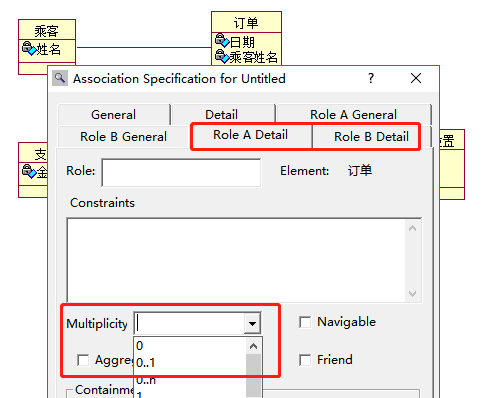 乘客
姓名
订单
日期
乘客姓名
Association Specification for Untitled
General
Detail
Role A General
Role B General
Role A Detail
Role B Detail
支
金
置
Role:
Element:
订单
Constraints
Multiplicity
Navigable
0
0..1
0..n
1
Aggre
Friend
Containme